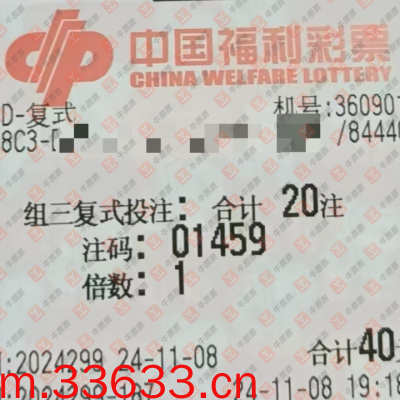 中国福利彩票
CHINA WELFARE LOTTERY
D-复式
机号:360901
8C3-
/8444
组三复式投注: 合计 20注
注码: 01459
倍数: 1
:2024299 24-11-08
合计40
24-11-08 19:18
m.33633.cn